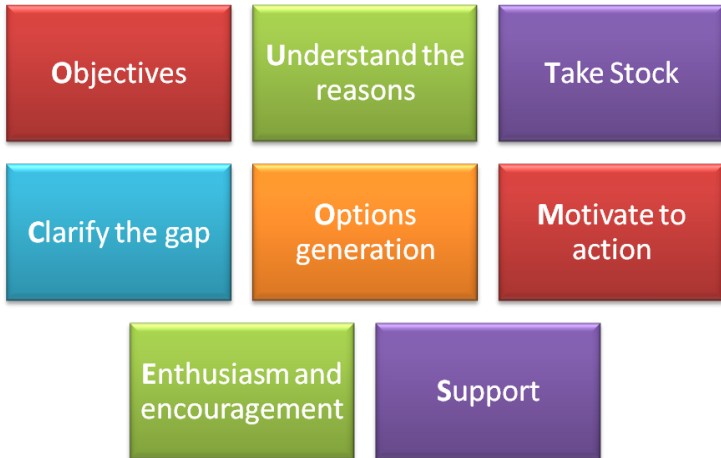 Objectives
Understand the
reasons
Take Stock
Clarify the gap
Options
generation
Motivate to
action
Enthusiasm and
encouragement
Support